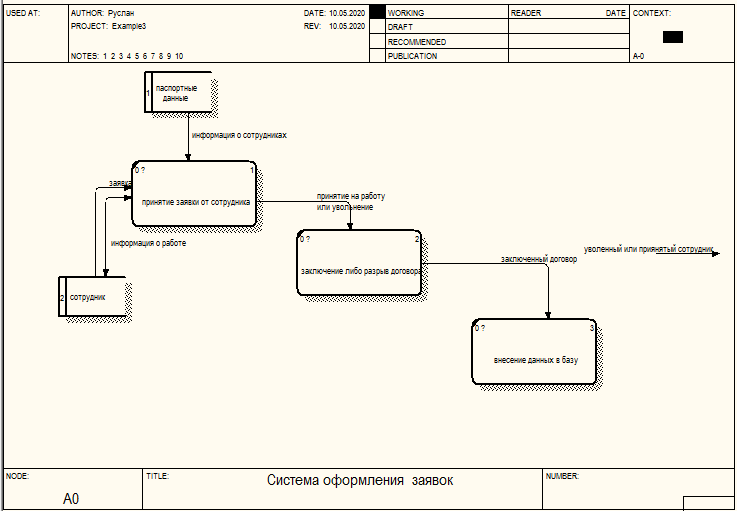 USED AT:
AUTHOR: Руслан
DATE: 10.05.2020
WORKING
READER
DATE
CONTEXT:
PROJECT: Example3
REV: 10.05.2020
DRAFT
RECOMMENDED
NOTES: 1 2 3 4 5 6 7 8 9 10
PUBLICATION
A-0
1
паспортные
данные
информация о сотрудниках
0 ?
1
заявка
принятие заявки от сотрудника
принятие на работу
или увольнение
информация о работе
0 ?
2
заключение либо разрыв договора
уволенный или приянятый сотрудник
заключенный договор
2
сотрудник
0 ?
3
внесение данных в базу
NODE:
TITLE:
NUMBER:
Система оформления заявок
A0